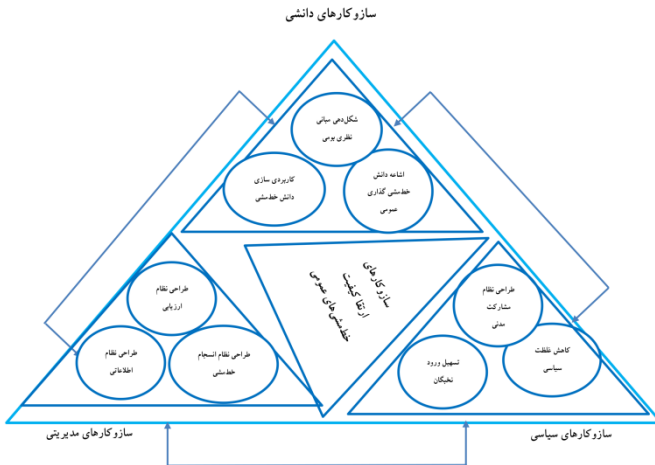 سازوکارهای دانشی
شکل‌دهی مبانی
نظری بومی
اشاعه دانش
خط‌مشی گذاری
عمومی
کاربردی سازی
دانش خط‌مشی
سازوکارهای
ارتقا کیفیت
خط‌مشی‌های عمومی
طراحی نظام
مشارکت
مدنی
کاهش غلظت
سیاسی
تسهیل ورود
نخبگان
طراحی نظام
ارزیابی
طراحی نظام انسجام
خط‌مشی
طراحی نظام
اطلاعاتی
سازوکارهای سیاسی
سازوکارهای مدیریتی